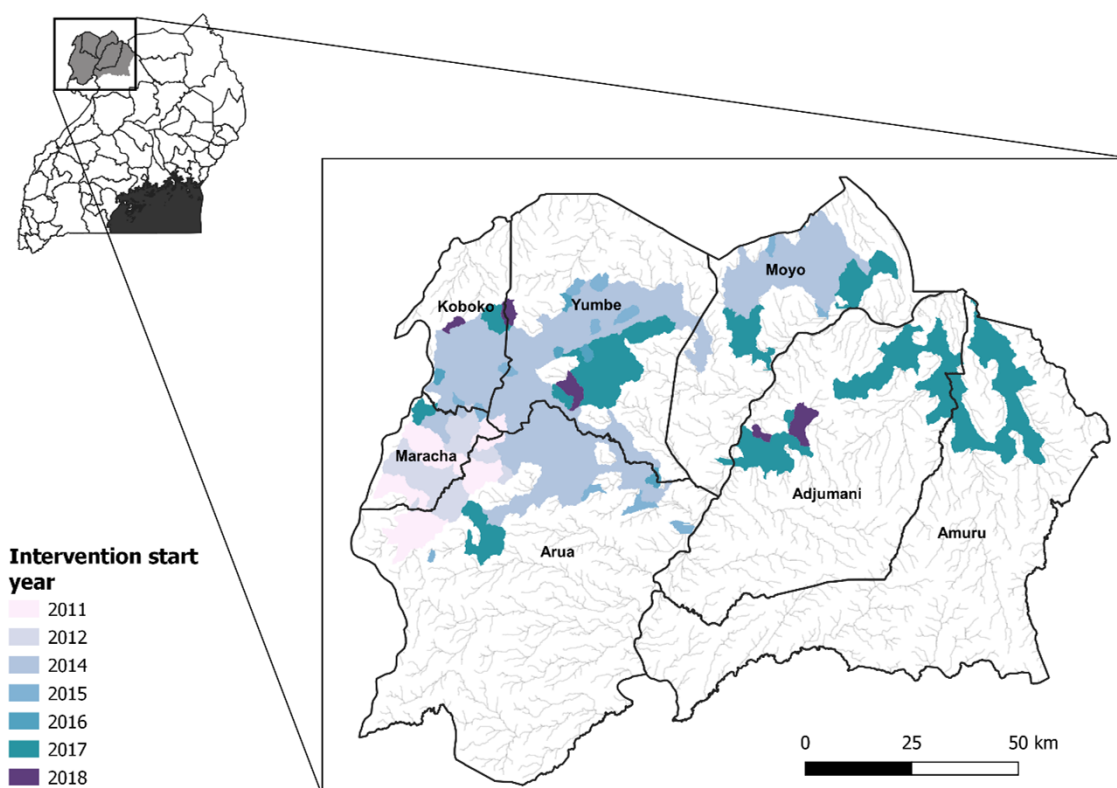 Koboko
Yumbe
Moyo
Maracha
Adjumani
Arua
Amuru
Intervention start
year
2011
2012
2014
2015
2016
2017
2018
0 25 50 km